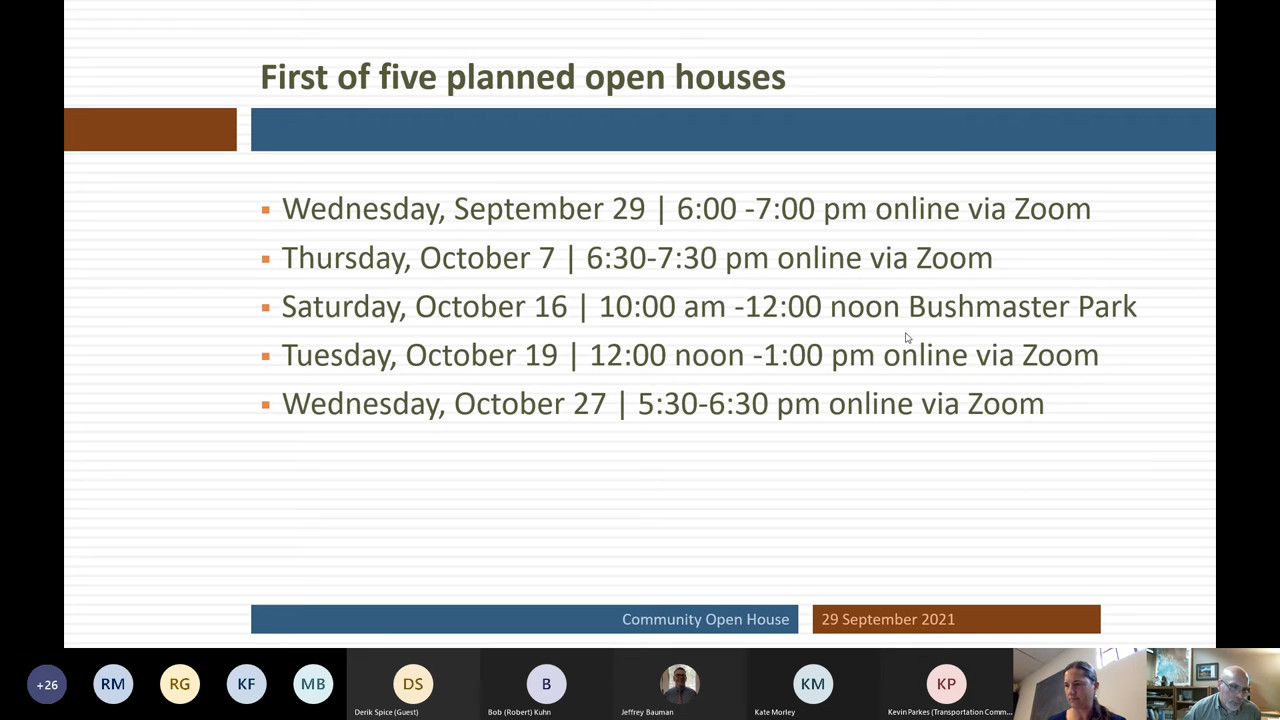 First of five planned open houses
Wednesday, September 29 | 6:00 -7:00 pm online via Zoom
Thursday, October 7 | 6:30-7:30 pm online via Zoom
Saturday, October 16 | 10:00 am -12:00 noon Bushmaster Park
Tuesday, October 19 | 12:00 noon -1:00 pm online via Zoom
Wednesday, October 27 | 5:30-6:30 pm online via Zoom
Community Open House
29 September 2021
+26
RM
RG
KF
MB
DS
B
KM
KP
Derik Spice (Guest)
Bob (Robert) Kuhn
Jeffrey Bauman
Kate Morley
Kevin Parkes (Transportation Comm...